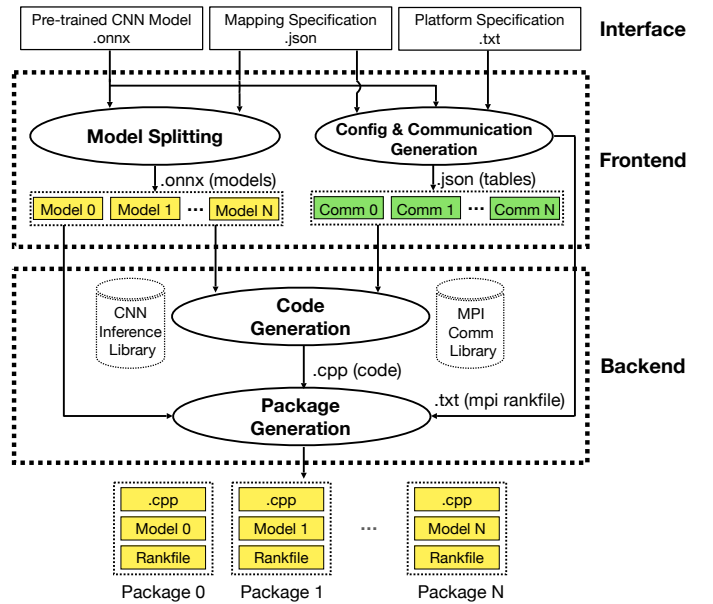 Pre-trained CNN Model
.onnx
Mapping Specification
.json
Platform Specification
.txt
Interface
Model Splitting
Config & Communication
Generation
Frontend
.onnx (models)
.json (tables)
Model 0
Model 1
...
Model N
Comm 0
Comm 1
...
Comm N
CNN
Inference
Library
Code
Generation
MPI
Comm
Library
Backend
.cpp (code)
.txt (mpi rankfile)
Package
Generation
.cpp
Model 0
Rankfile
Package 0
.cpp
Model 1
Rankfile
Package 1
...
.cpp
Model N
Rankfile
Package N